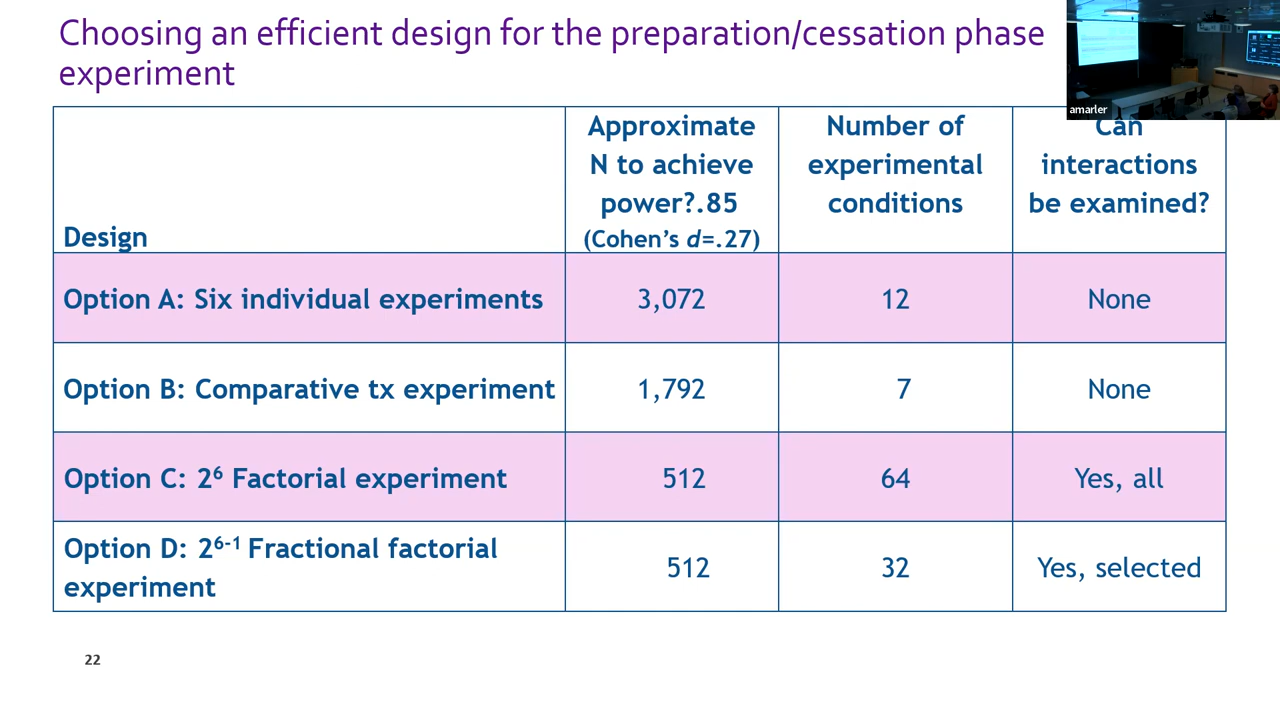 Choosing an efficient design for the preparation/cessation phase
experiment
amarler
Design
Approximate
N to achieve
power?.85
(Cohen's d=.27)
Number of
experimental
conditions
Can
interactions
be examined?
Option A: Six individual experiments
3,072
12
None
Option B: Comparative tx experiment
1,792
7
None
Option C: 2⁶ Factorial experiment
512
64
Yes, all
Option D: 2⁶⁻¹ Fractional factorial
experiment
512
32
Yes, selected
22